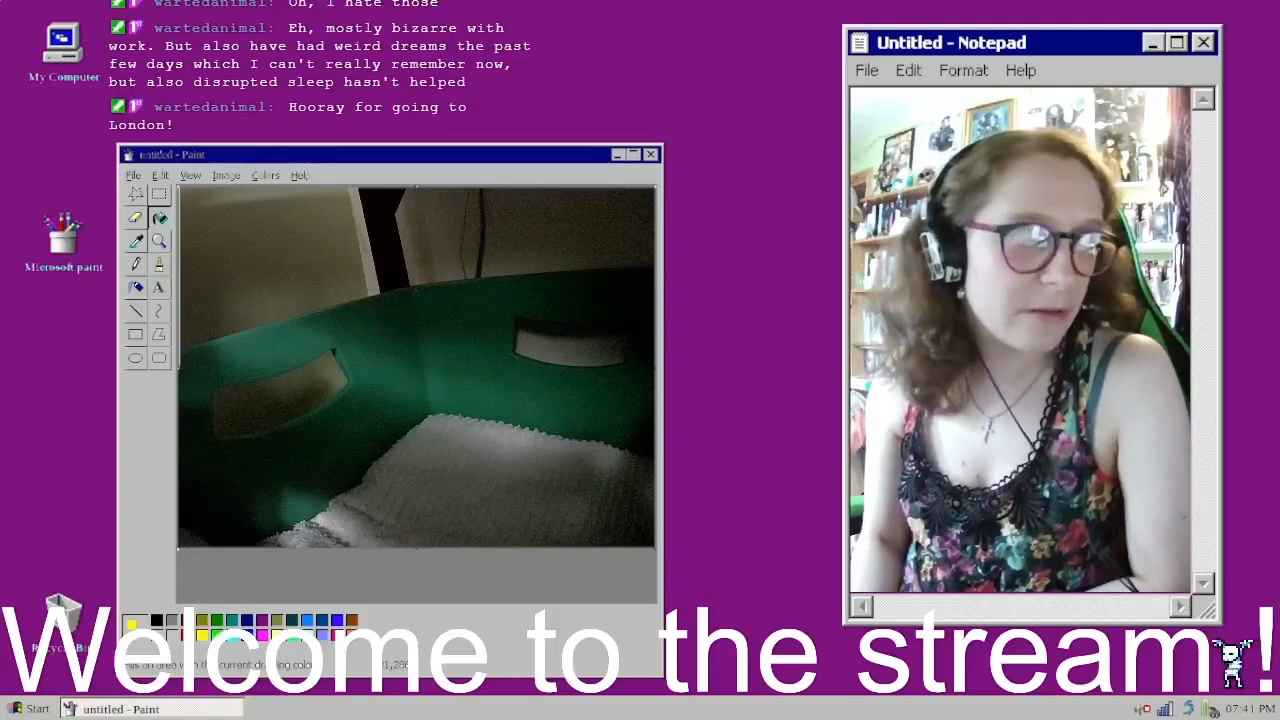 wartedanimal: Oh, I hate those
wartedanimal: Eh, mostly bizarre with
work. But also have had weird dreams the past
few days which I can't really remember now,
but also disrupted sleep hasn't helped
wartedanimal: Hooray for going to
London!
My Computer
Microsoft paint
untitled - Paint
File Edit View Image Colors Help
Untitled - Notepad
File Edit Format Help
Welcome to the stream !
Start
untitled - Paint
07:41 PM